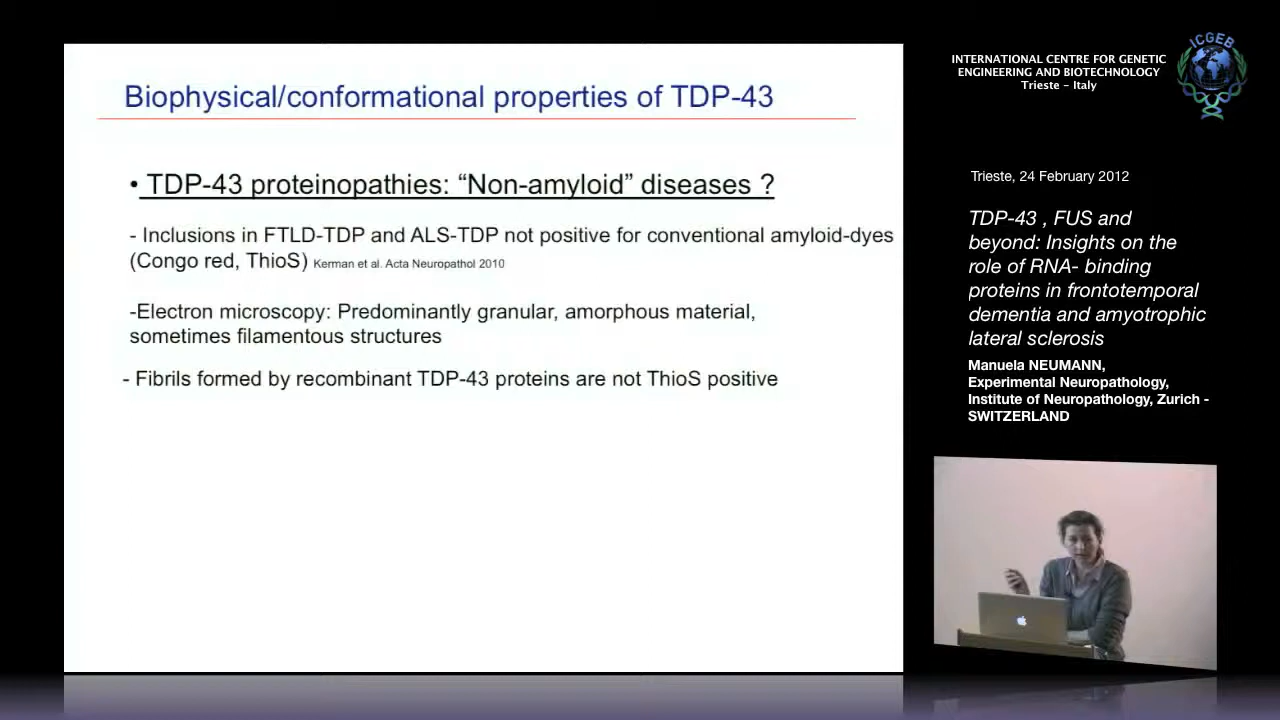 Biophysical/conformational properties of TDP-43
• TDP-43 proteinopathies: “Non-amyloid” diseases ?
- Inclusions in FTLD-TDP and ALS-TDP not positive for conventional amyloid-dyes
(Congo red, ThioS) Kerman et al. Acta Neuropathol 2010
-Electron microscopy: Predominantly granular, amorphous material,
sometimes filamentous structures
- Fibrils formed by recombinant TDP-43 proteins are not ThioS positive
INTERNATIONAL CENTRE FOR GENETIC
ENGINEERING AND BIOTECHNOLOGY
Trieste - Italy
ICGEB
Trieste, 24 February 2012
TDP-43 , FUS and
beyond: Insights on the
role of RNA- binding
proteins in frontotemporal
dementia and amyotrophic
lateral sclerosis
Manuela NEUMANN,
Experimental Neuropathology,
Institute of Neuropathology, Zurich -
SWITZERLAND